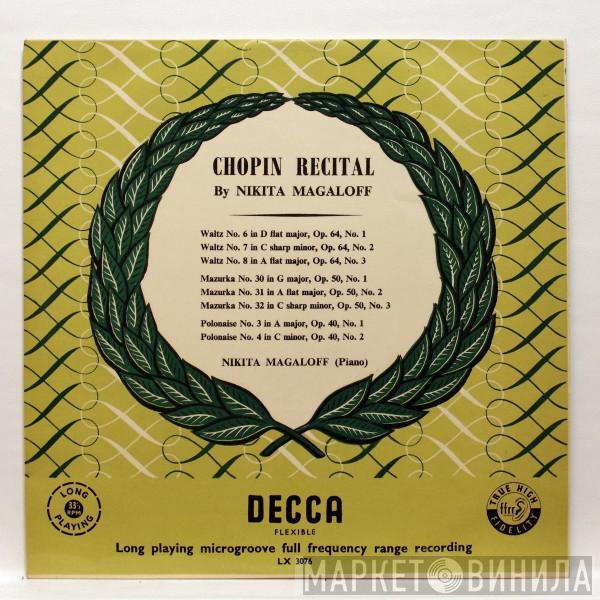 CHOPIN RECITAL
By NIKITA MAGALOFF
Waltz No. 6 in D flat major, Op. 64, No. 1
Waltz No. 7 in C sharp minor, Op. 64, No. 2
Waltz No. 8 in A flat major, Op. 64, No. 3
Mazurka No. 30 in G major, Op. 50, No. 1
Mazurka No. 31 in A flat major, Op. 50, No. 2
Mazurka No. 32 in C sharp minor, Op. 50, No. 3
Polonaise No. 3 in A major, Op. 40, No. 1
Polonaise No. 4 in C minor, Op. 40, No. 2
NIKITA MAGALOFF (Piano)
LONG
33⅓
RPM
PLAYING
DECCA
FLEXIBLE
TRUE HIGH
ffrr
FIDELITY
Long playing microgroove full frequency range recording
LX 3076
МАРКЕТ ВИНИЛА